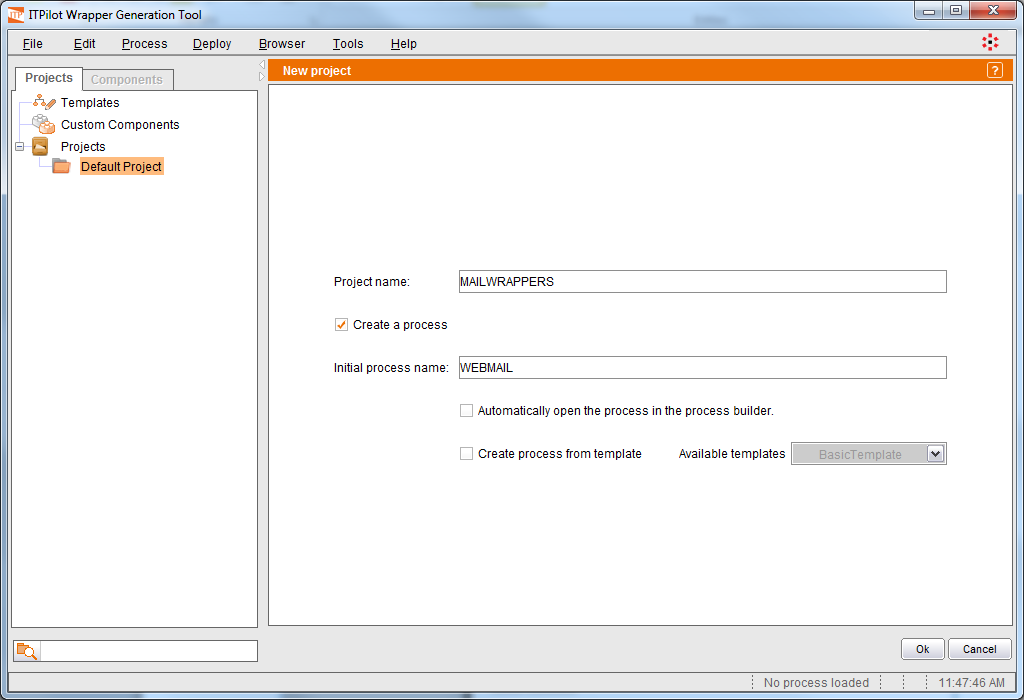 ITPilot Wrapper Generation Tool
File Edit Process Deploy Browser Tools Help
Projects Components
New project ?
Templates
Custom Components
Projects
Default Project
Project name: MAILWRAPPERS
Create a process
Initial process name: WEBMAIL
Automatically open the process in the process builder.
Create process from template Available templates BasicTemplate
Ok Cancel
No process loaded 11:47:46 AM